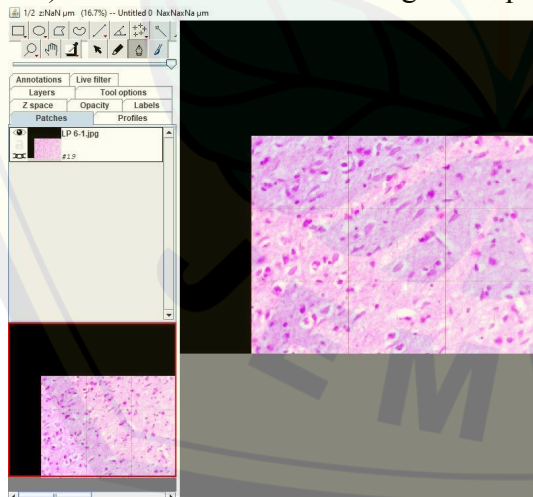 1/2 z:NaN µm (16.7%) -- Untitled 0 NaxNaxNa µm
Annotations Live filter
Layers Tool options
Z space Opacity Labels
Patches Profiles
LP 6-1.jpg
#19
J E M